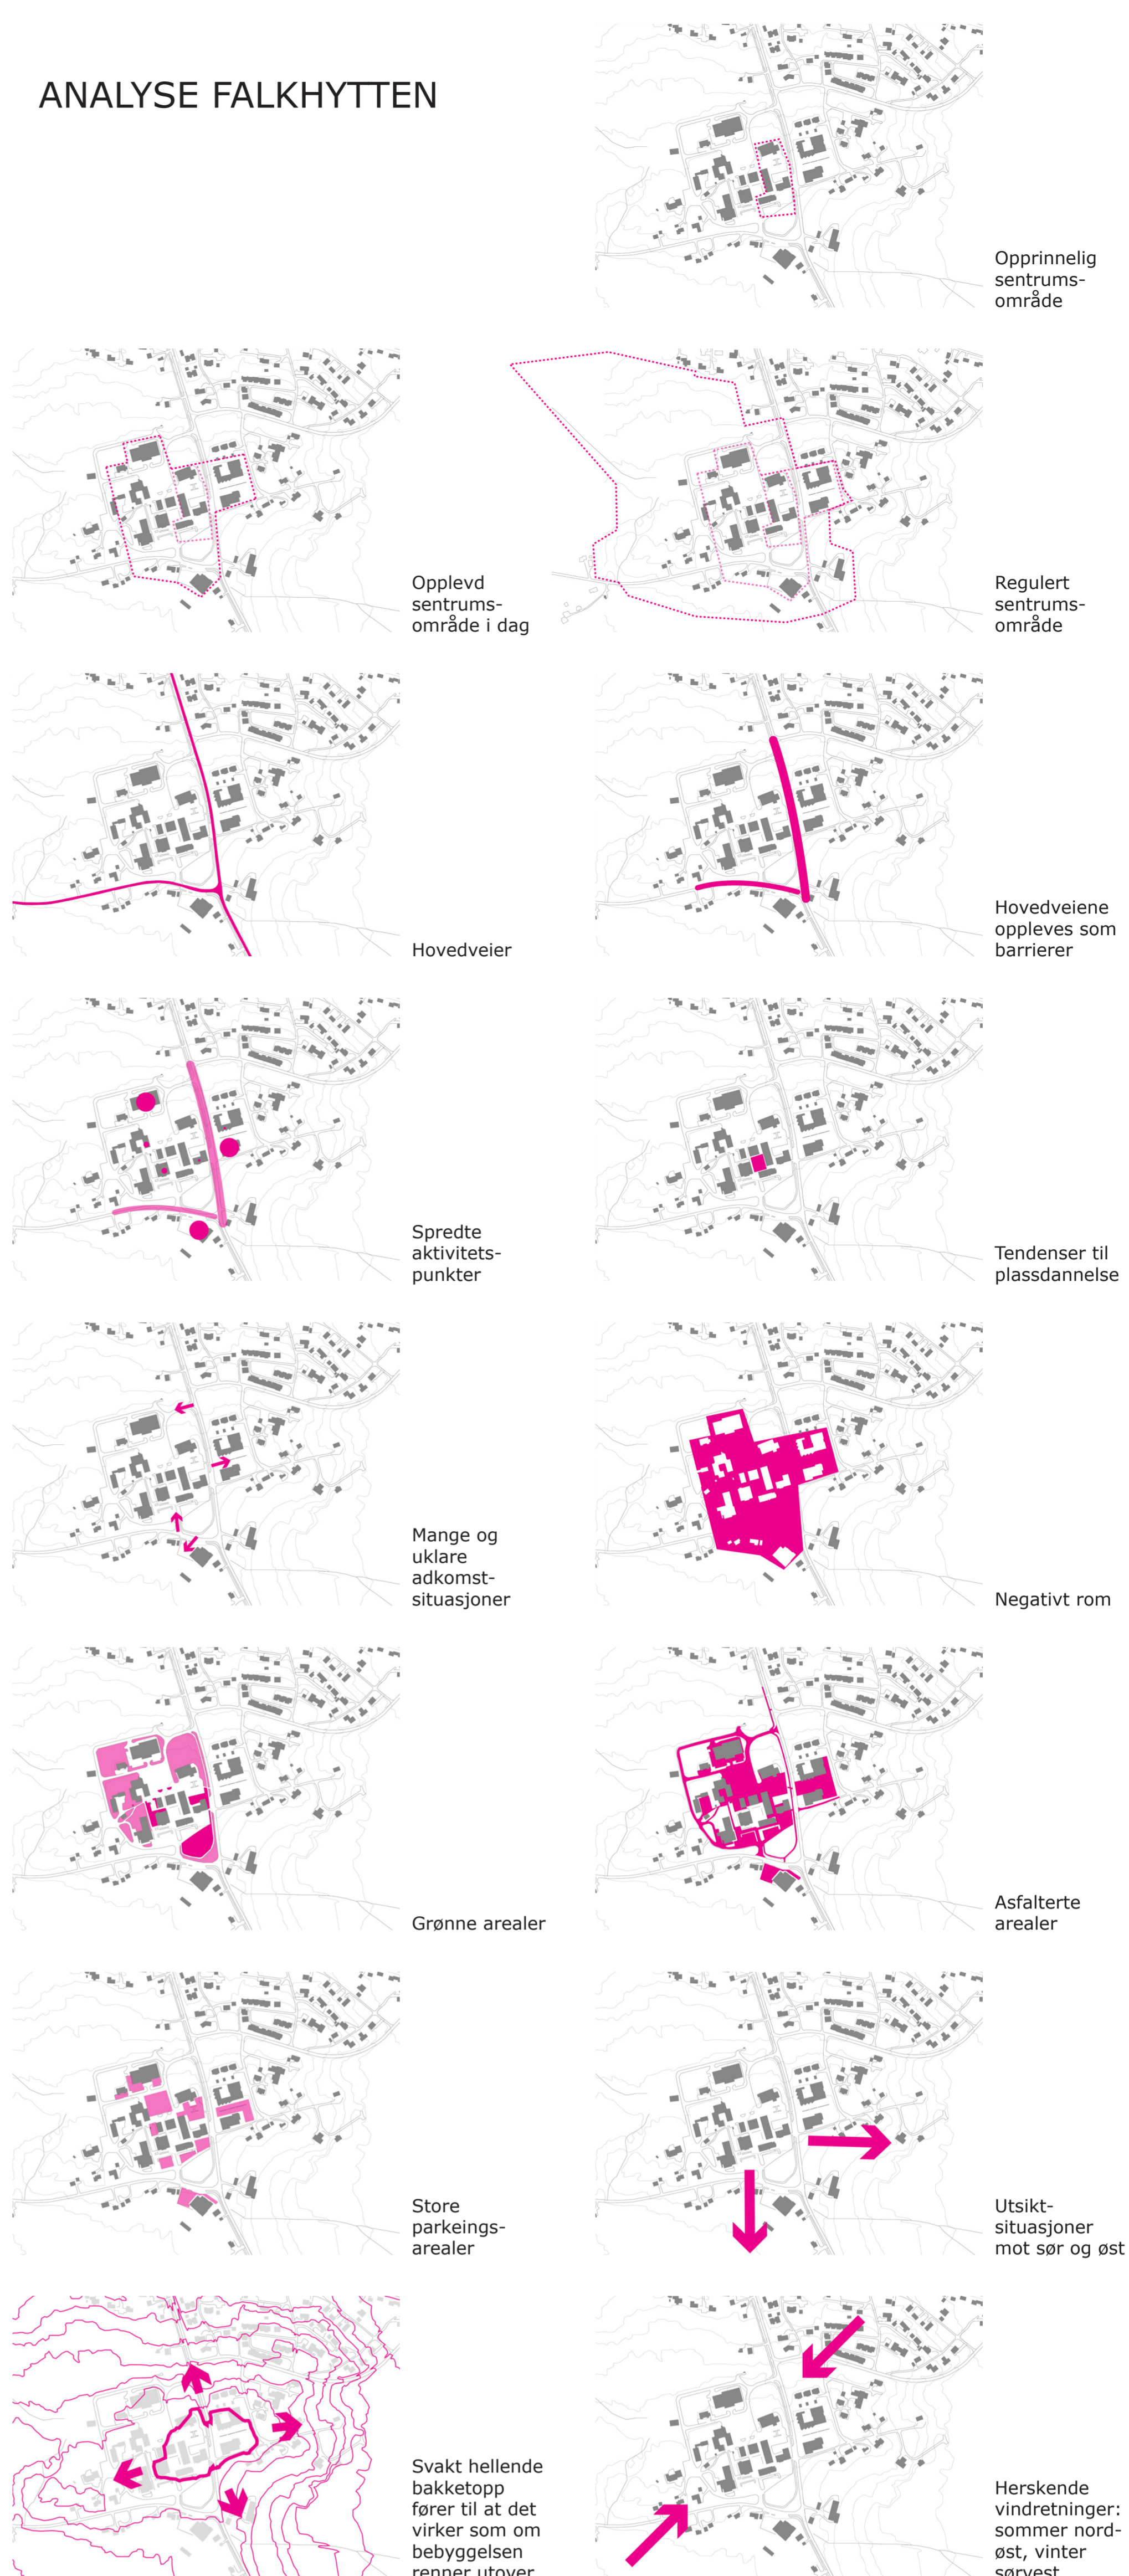 ANALYSE FALKHYTTEN
Opprinnelig
sentrums-
område
Opplevd
sentrums-
område i dag
Regulert
sentrums-
område
Hovedveier
Hovedveiene
oppleves som
barrierer
Spredte
aktivitets-
punkter
Tendenser til
plassdannelse
Mange og
uklare
adkomst-
situasjoner
Negativt rom
Grønne arealer
Asfalterte
arealer
Store
parkeings-
arealer
Utsikt-
situasjoner
mot sør og øst
Svakt hellende
bakketopp
fører til at det
virker som om
bebyggelsen
renner utover
Herskende
vindretninger:
sommer nord-
øst, vinter
sørvest